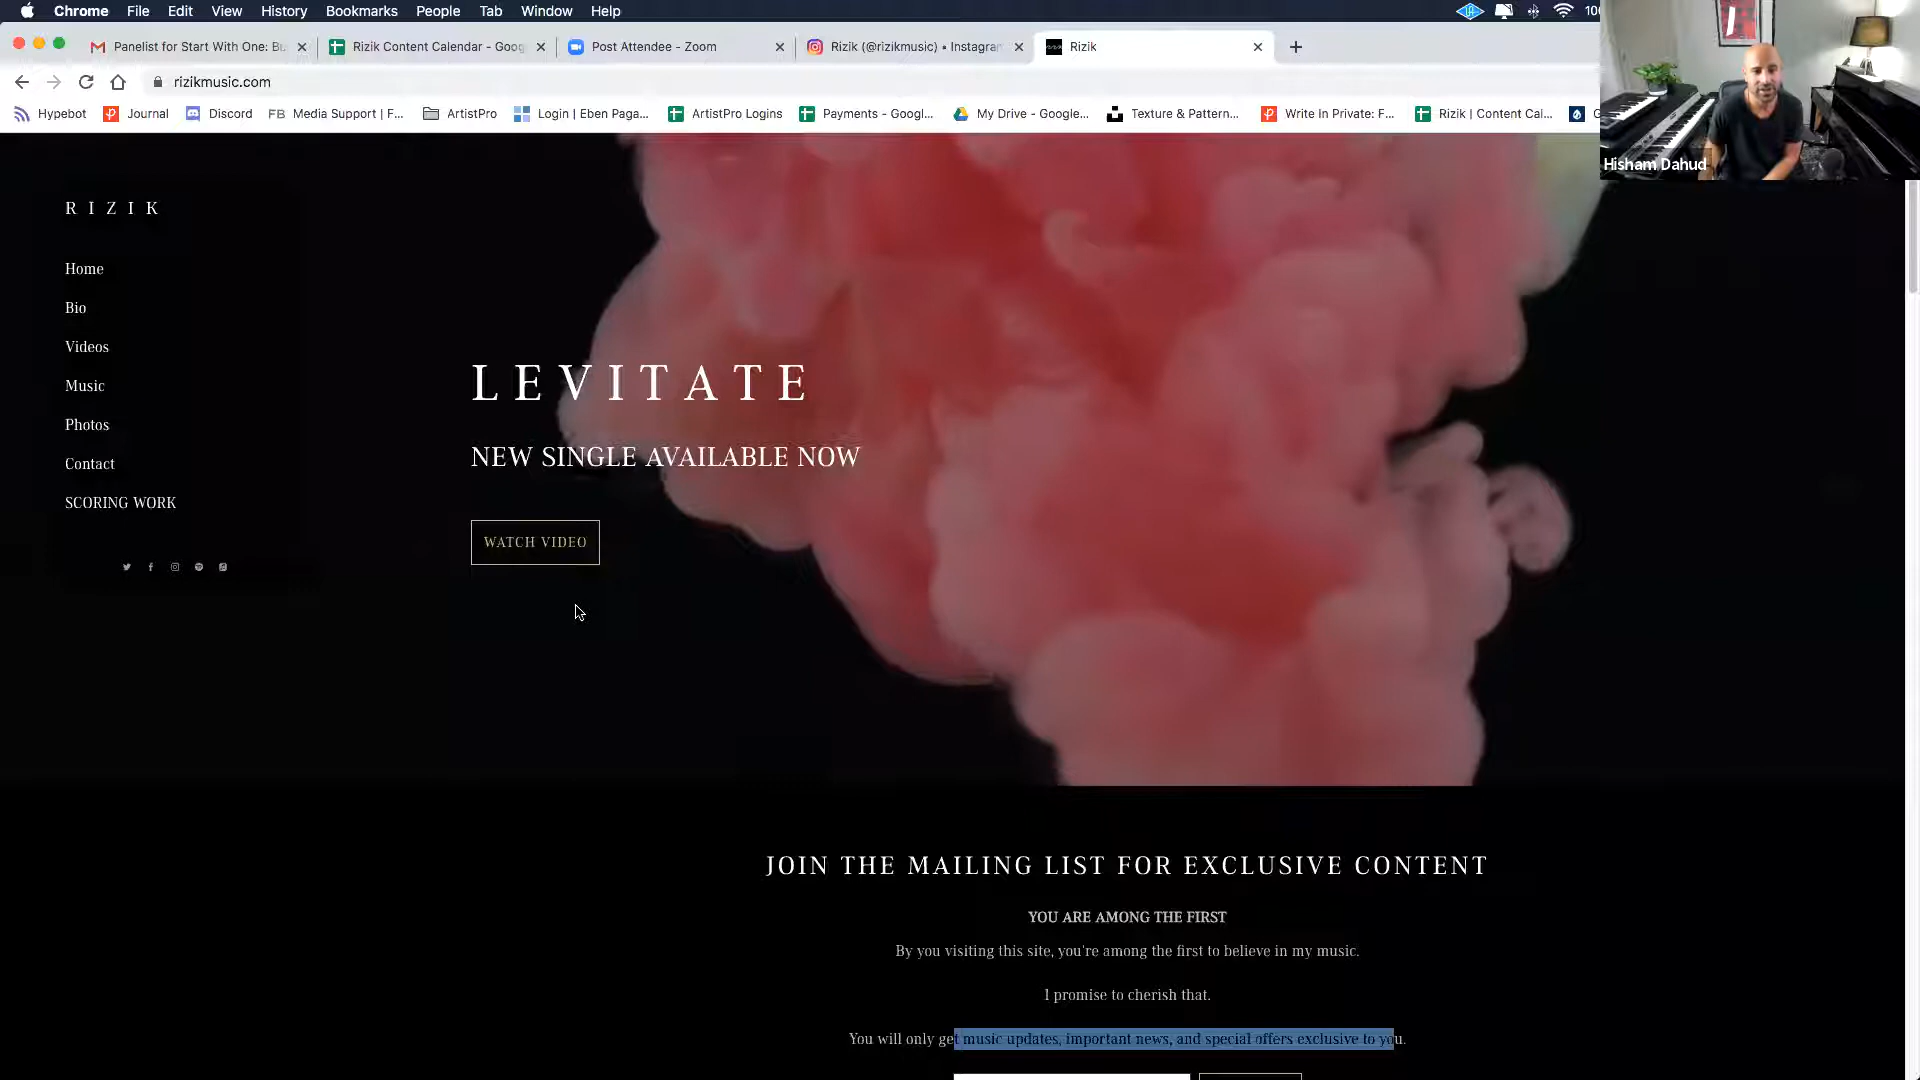 Chrome File Edit View History Bookmarks People Tab Window Help
Panelist for Start With One: Bu
Rizik Content Calendar - Goog
Post Attendee - Zoom
Rizik (@rizikmusic) • Instagram
Rizik
rizikmusic.com
Hypebot
Journal
Discord
FB Media Support | F...
ArtistPro
Login | Eben Paga...
ArtistPro Logins
Payments - Googl...
My Drive - Google...
Texture & Pattern...
Write In Private: F...
Rizik | Content Cal...
Hisham Dahud
RIZIK
Home
Bio
Videos
Music
Photos
Contact
SCORING WORK
LEVITATE
NEW SINGLE AVAILABLE NOW
WATCH VIDEO
JOIN THE MAILING LIST FOR EXCLUSIVE CONTENT
YOU ARE AMONG THE FIRST
By you visiting this site, you're among the first to believe in my music.
I promise to cherish that.
You will only get music updates, important news, and special offers exclusive to you.